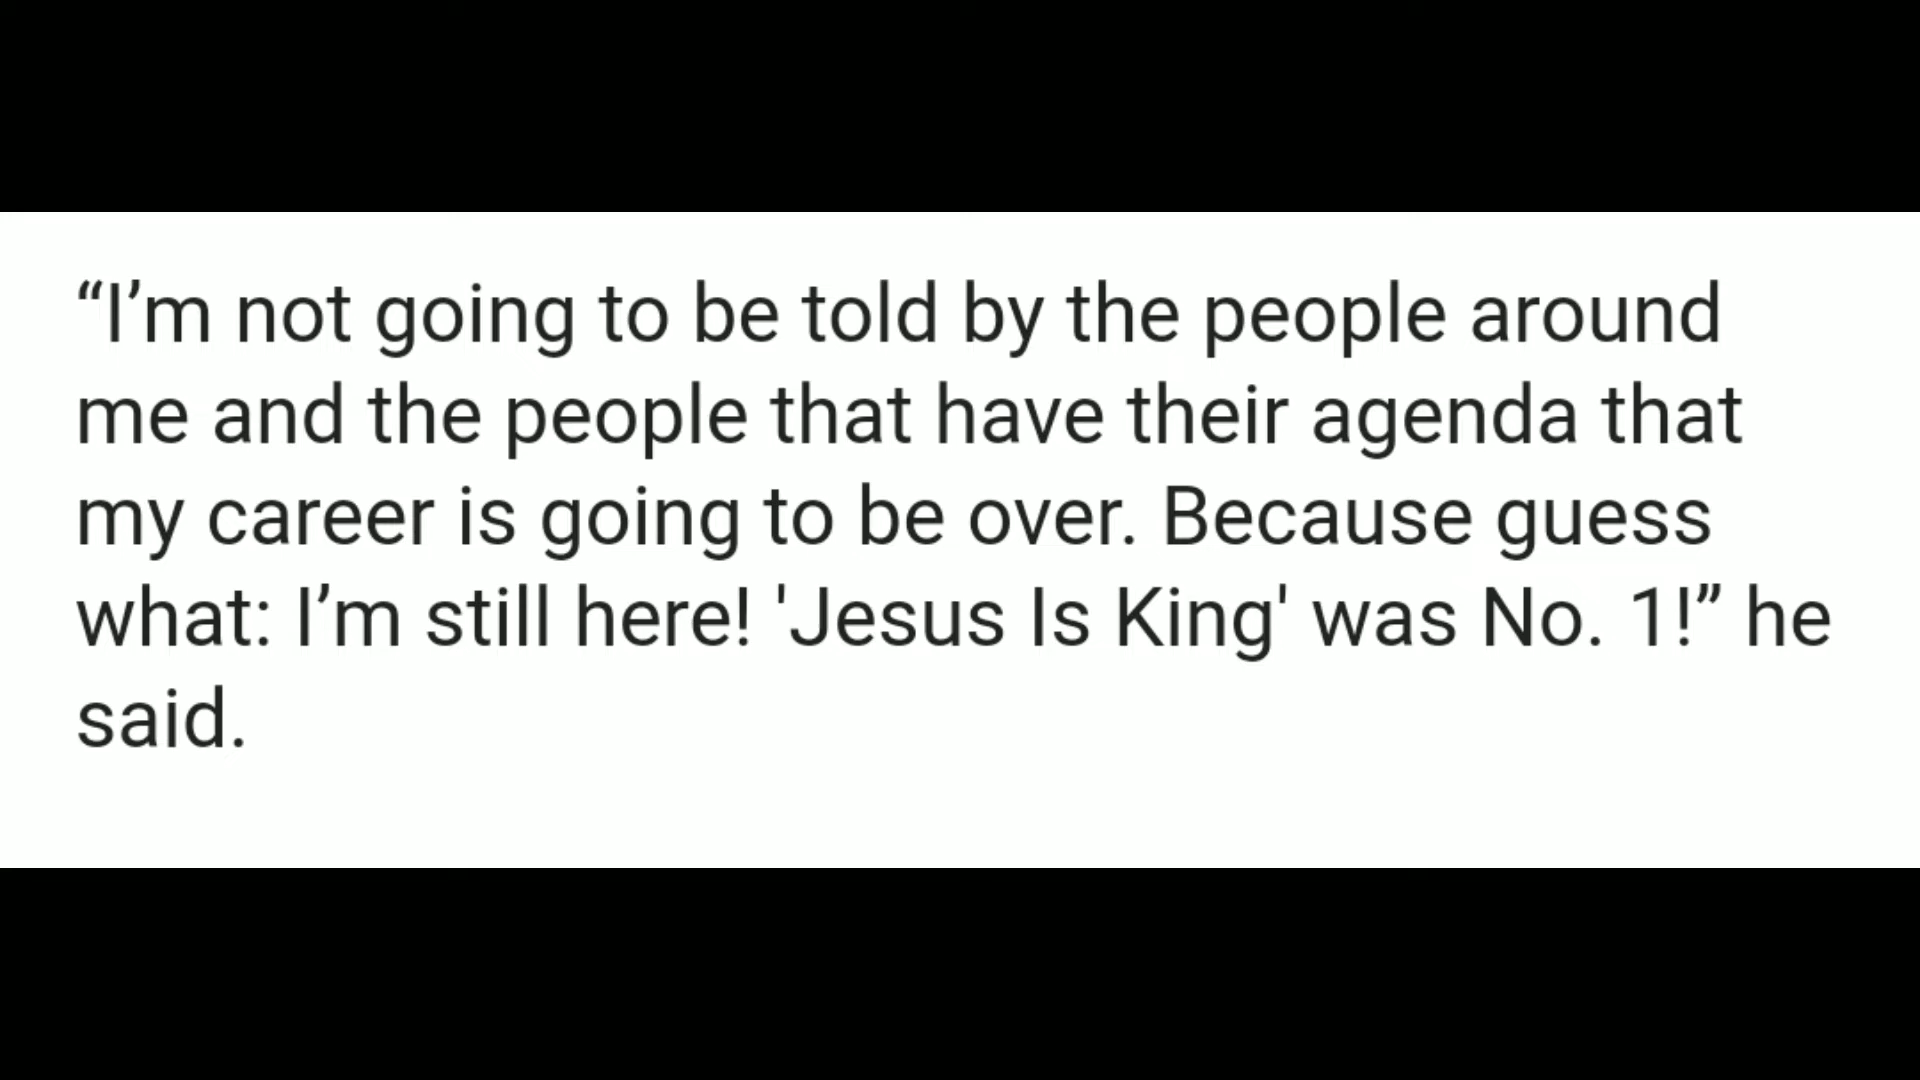 “I’m not going to be told by the people around
me and the people that have their agenda that
my career is going to be over. Because guess
what: I’m still here! 'Jesus Is King' was No. 1!” he
said.